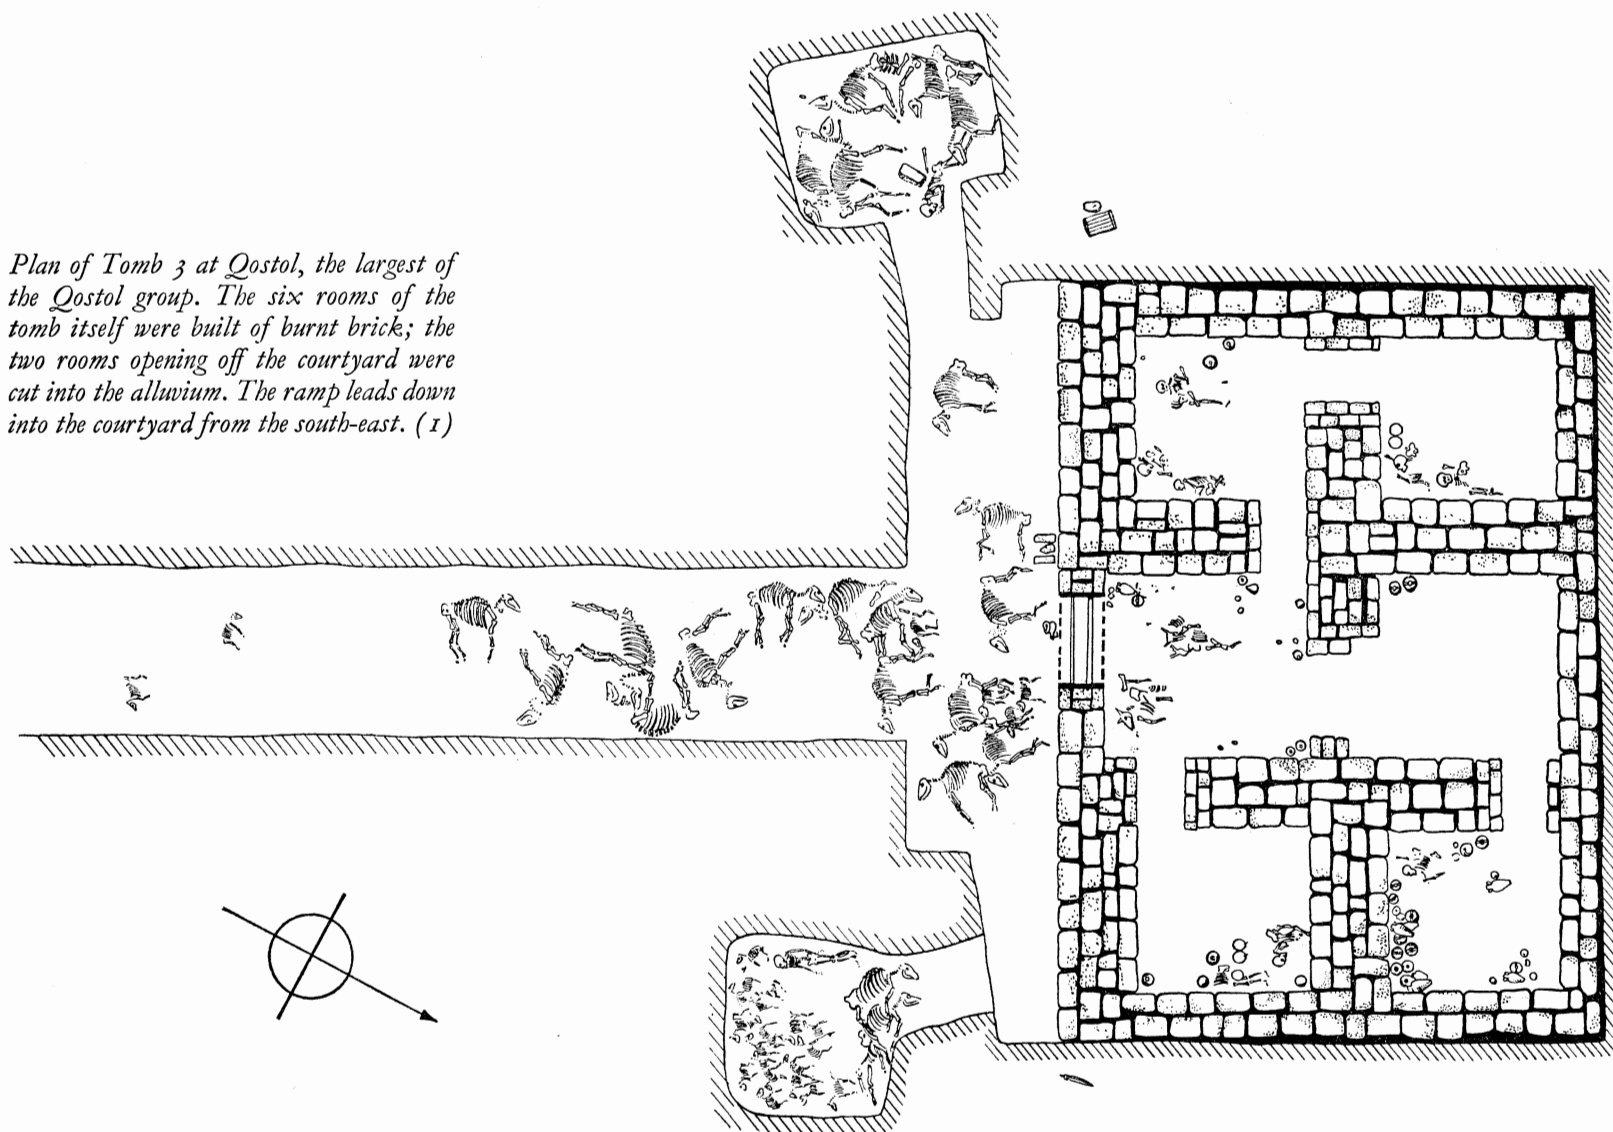 Plan of Tomb 3 at Qostol, the largest of
the Qostol group. The six rooms of the
tomb itself were built of burnt brick; the
two rooms opening off the courtyard were
cut into the alluvium. The ramp leads down
into the courtyard from the south-east. (1)